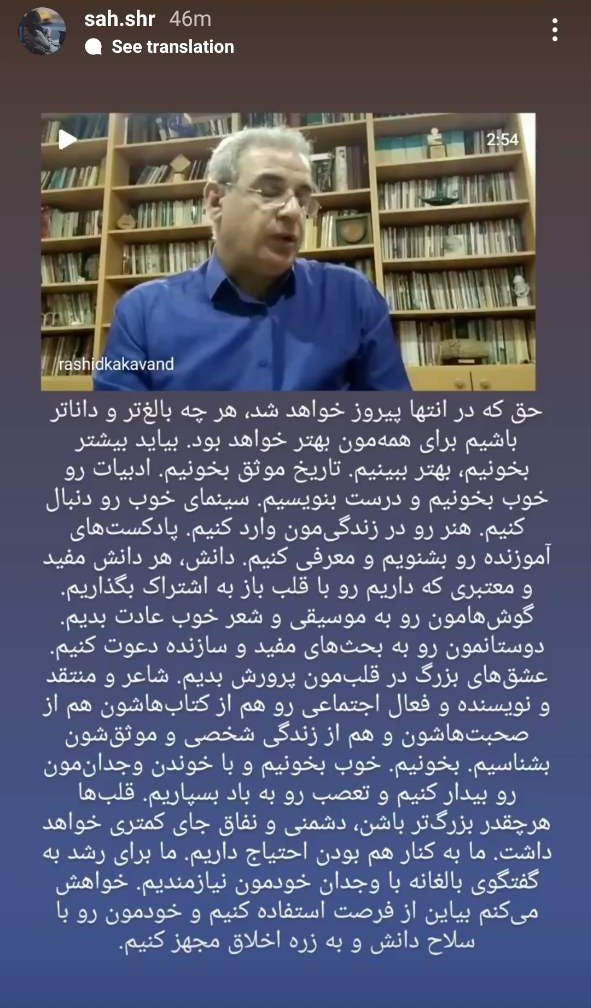 sah.shr 46m
See translation
2:54
rashidkakavand
حق که در انتها پیروز خواهد شد، هر چه بالغ‌تر و داناتر
باشیم برای همه‌مون بهتر خواهد بود. بیاید بیشتر
بخونیم، بهتر ببینیم. تاریخ موثق بخونیم. ادبیات رو
خوب بخونیم و درست بنویسیم. سینمای خوب رو دنبال
کنیم. هنر رو در زندگی‌مون وارد کنیم. پادکست‌های
آموزنده رو بشنویم و معرفی کنیم. دانش، هر دانش مفید
و معتبری که داریم رو با قلب باز به اشتراک بگذاریم.
گوش‌هامون رو به موسیقی و شعر خوب عادت بدیم.
دوستانمون رو به بحث‌های مفید و سازنده دعوت کنیم.
عشق‌های بزرگ در قلب‌مون پرورش بدیم. شاعر و منتقد
و نویسنده و فعال اجتماعی رو هم از کتاب‌هاشون هم از
صحبت‌هاشون و هم از زندگی شخصی و موثق‌شون
بشناسیم. بخونیم. خوب بخونیم و با خوندن وجدان‌مون
رو بیدار کنیم و تعصب رو به باد بسپاریم. قلب‌ها
هرچقدر بزرگ‌تر باشن، دشمنی و نفاق جای کمتری خواهد
داشت. ما به کنار هم بودن احتیاج داریم. ما برای رشد به
گفتگوی بالغانه با وجدان خودمون نیازمندیم. خواهش
می‌کنم بیاین از فرصت استفاده کنیم و خودمون رو با
سلاح دانش و به زره اخلاق مجهز کنیم.